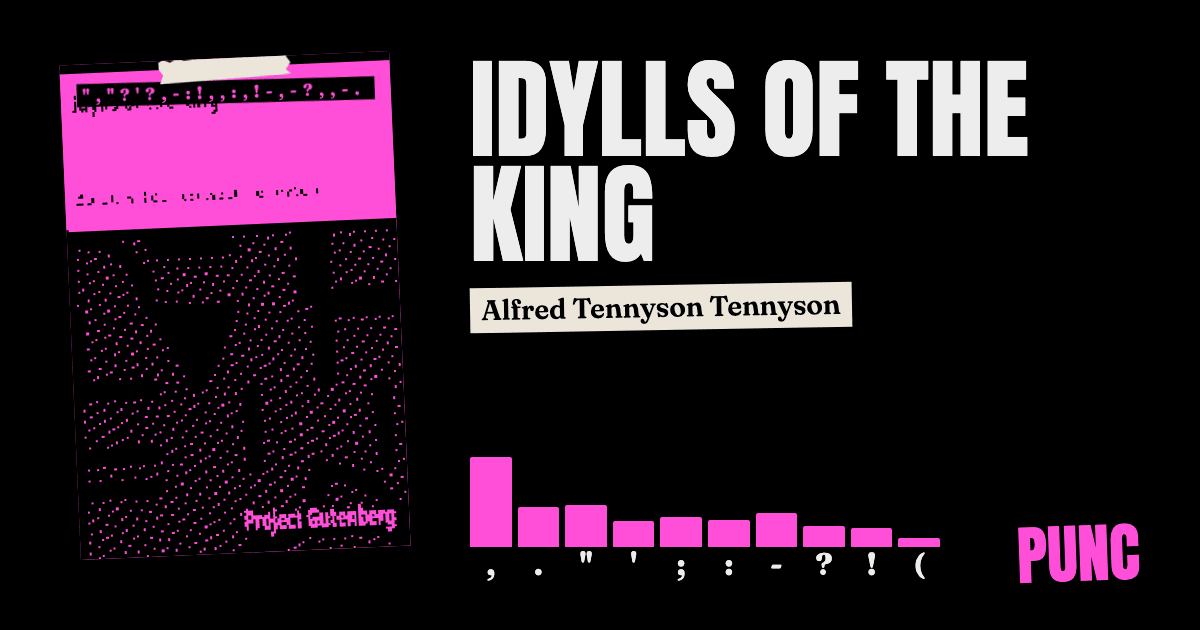 ","?'?,-:!,,:,!-,-?,,-.
Project Gutenberg
IDYLLS OF THE
KING
Alfred Tennyson Tennyson
, . " ' ; : - ? ! (
PUNC